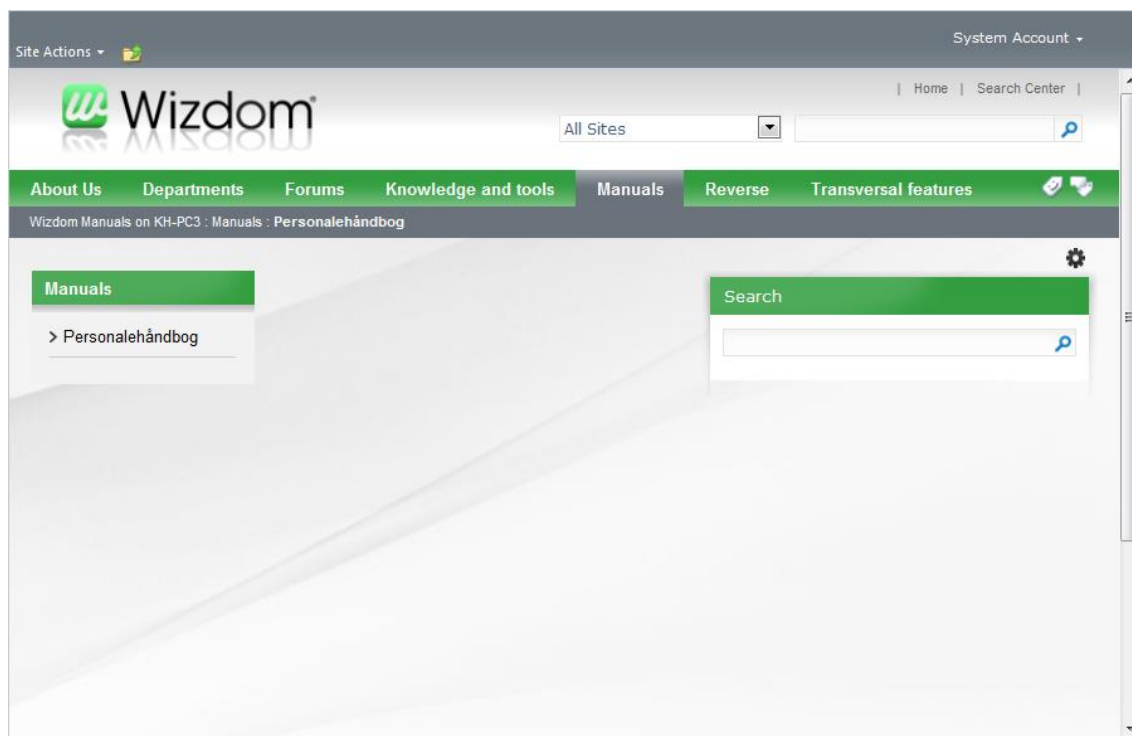 System Account
Site Actions
| Home | Search Center |
Wizdom
All Sites
About Us Departments Forums Knowledge and tools Manuals Reverse Transversal features
Wizdom Manuals on KH-PC3 : Manuals : Personalehåndbog
Manuals
Search
> Personalehåndbog